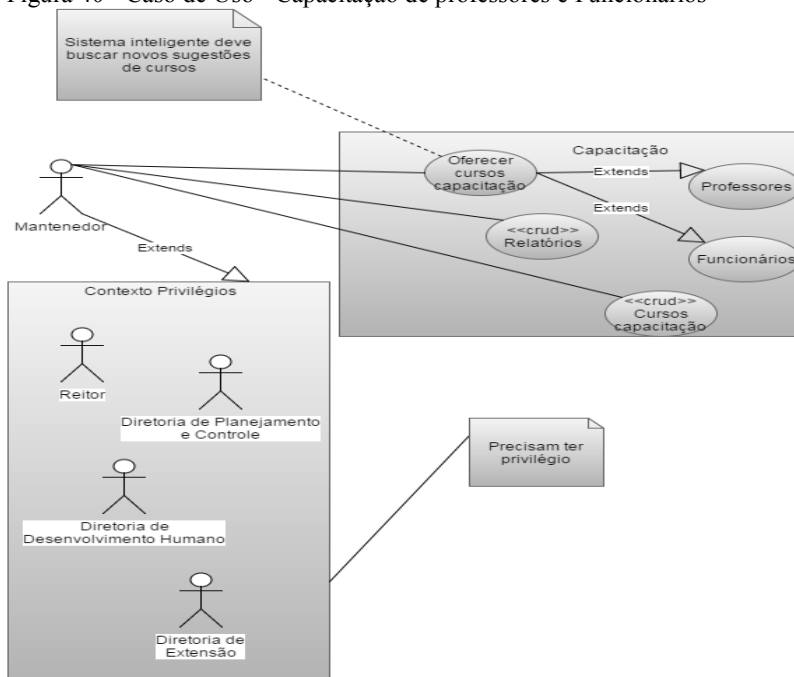 Figura 40 - Caso de Uso - Capacitação de professores e Funcionários
Sistema inteligente deve
buscar novos sugestões
de cursos
Capacitação
Oferecer
cursos
capacitação
Extends
Professores
Extends
<<crud>>
Relatórios
Funcionários
<<crud>>
Cursos
capacitação
Mantenedor
Extends
Contexto Privilégios
Reitor
Diretoria de Planejamento
e Controle
Diretoria de
Desenvolvimento Humano
Diretoria de
Extensão
Precisam ter
privilégio